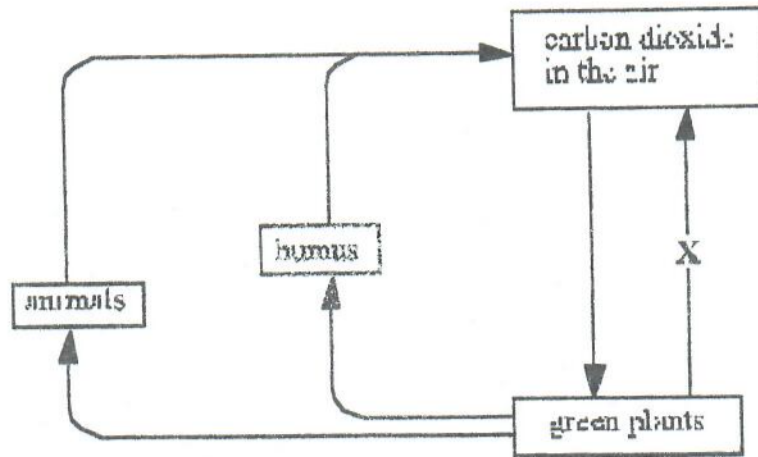 carbon dioxide
in the air
humus
X
animals
green plants